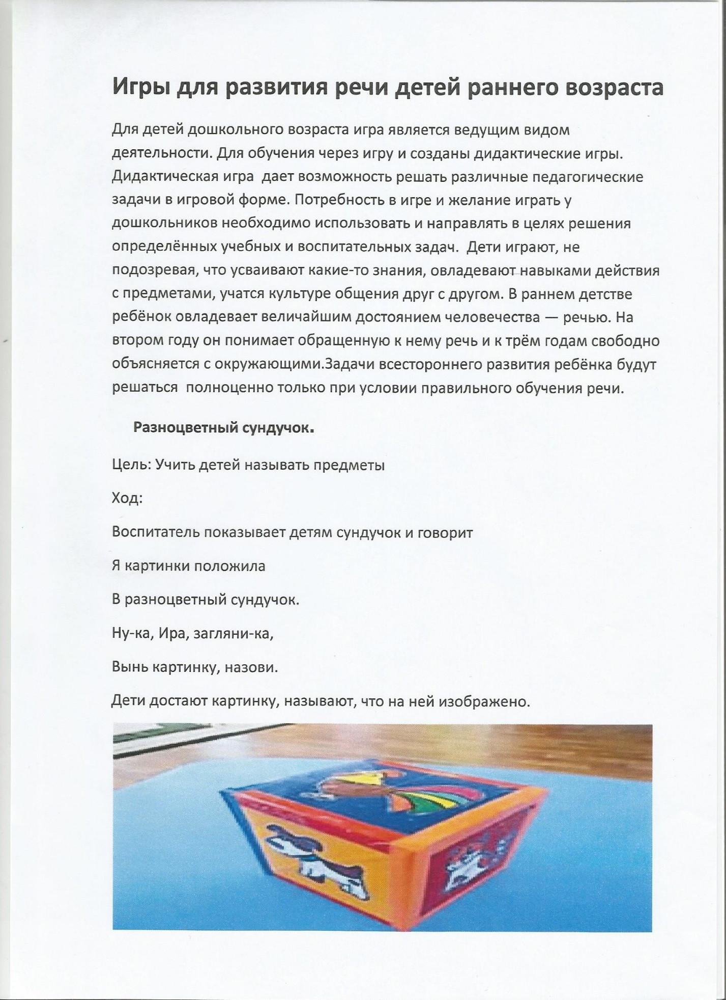 Игры для развития речи детей раннего возраста
Для детей дошкольного возраста игра является ведущим видом
деятельности. Для обучения через игру и созданы дидактические игры.
Дидактическая игра  дает возможность решать различные педагогические
задачи в игровой форме. Потребность в игре и желание играть у
дошкольников необходимо использовать и направлять в целях решения
определённых учебных и воспитательных задач.  Дети играют, не
подозревая, что усваивают какие-то знания, овладевают навыками действия
с предметами, учатся культуре общения друг с другом. В раннем детстве
ребёнок овладевает величайшим достоянием человечества — речью. На
втором году он понимает обращенную к нему речь и к трём годам свободно
объясняется с окружающими.Задачи всестороннего развития ребёнка будут
решаться  полноценно только при условии правильного обучения речи.
Разноцветный сундучок.
Цель: Учить детей называть предметы
Ход:
Воспитатель показывает детям сундучок и говорит
Я картинки положила
В разноцветный сундучок.
Ну-ка, Ира, загляни-ка,
Вынь картинку, назови.
Дети достают картинку, называют, что на ней изображено.